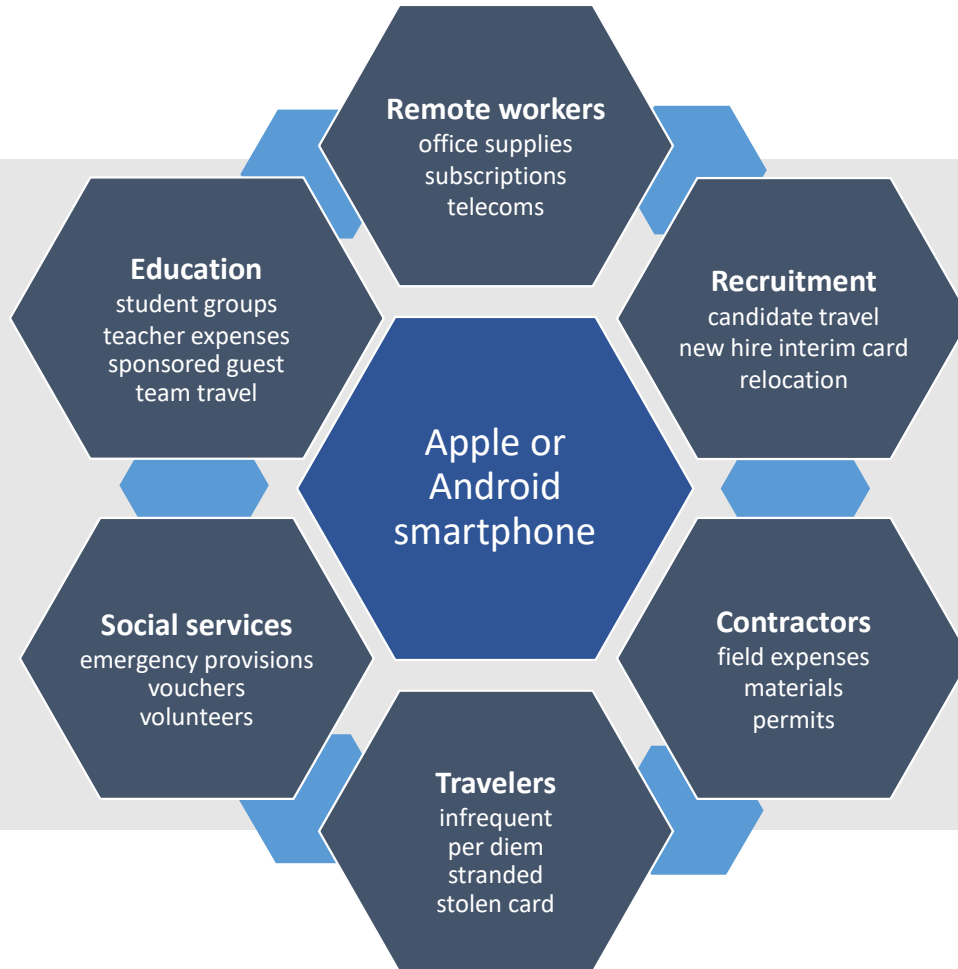 Remote workers
office supplies
subscriptions
telecoms
Education
student groups
teacher expenses
sponsored guest
team travel
Recruitment
candidate travel
new hire interim card
relocation
Apple or
Android
smartphone
Social services
emergency provisions
vouchers
volunteers
Contractors
field expenses
materials
permits
Travelers
infrequent
per diem
stranded
stolen card